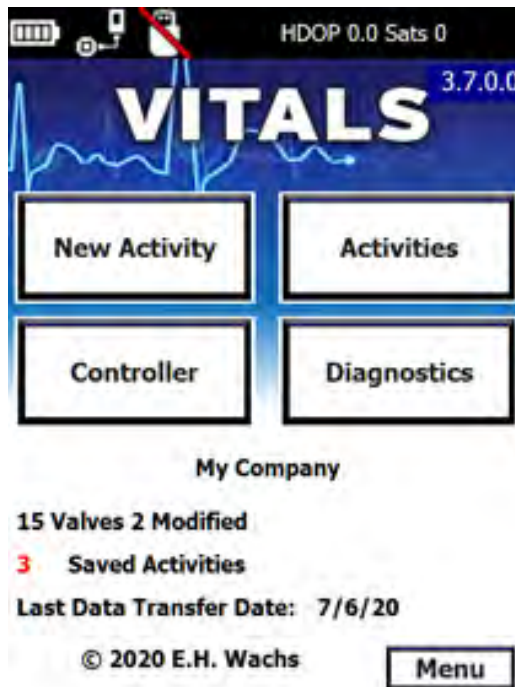 HDOP 0.0 Sats 0
VITALS
3.7.0.0
New Activity
Activities
Controller
Diagnostics
My Company
15 Valves 2 Modified
3 Saved Activities
Last Data Transfer Date: 7/6/20
© 2020 E.H. Wachs
Menu